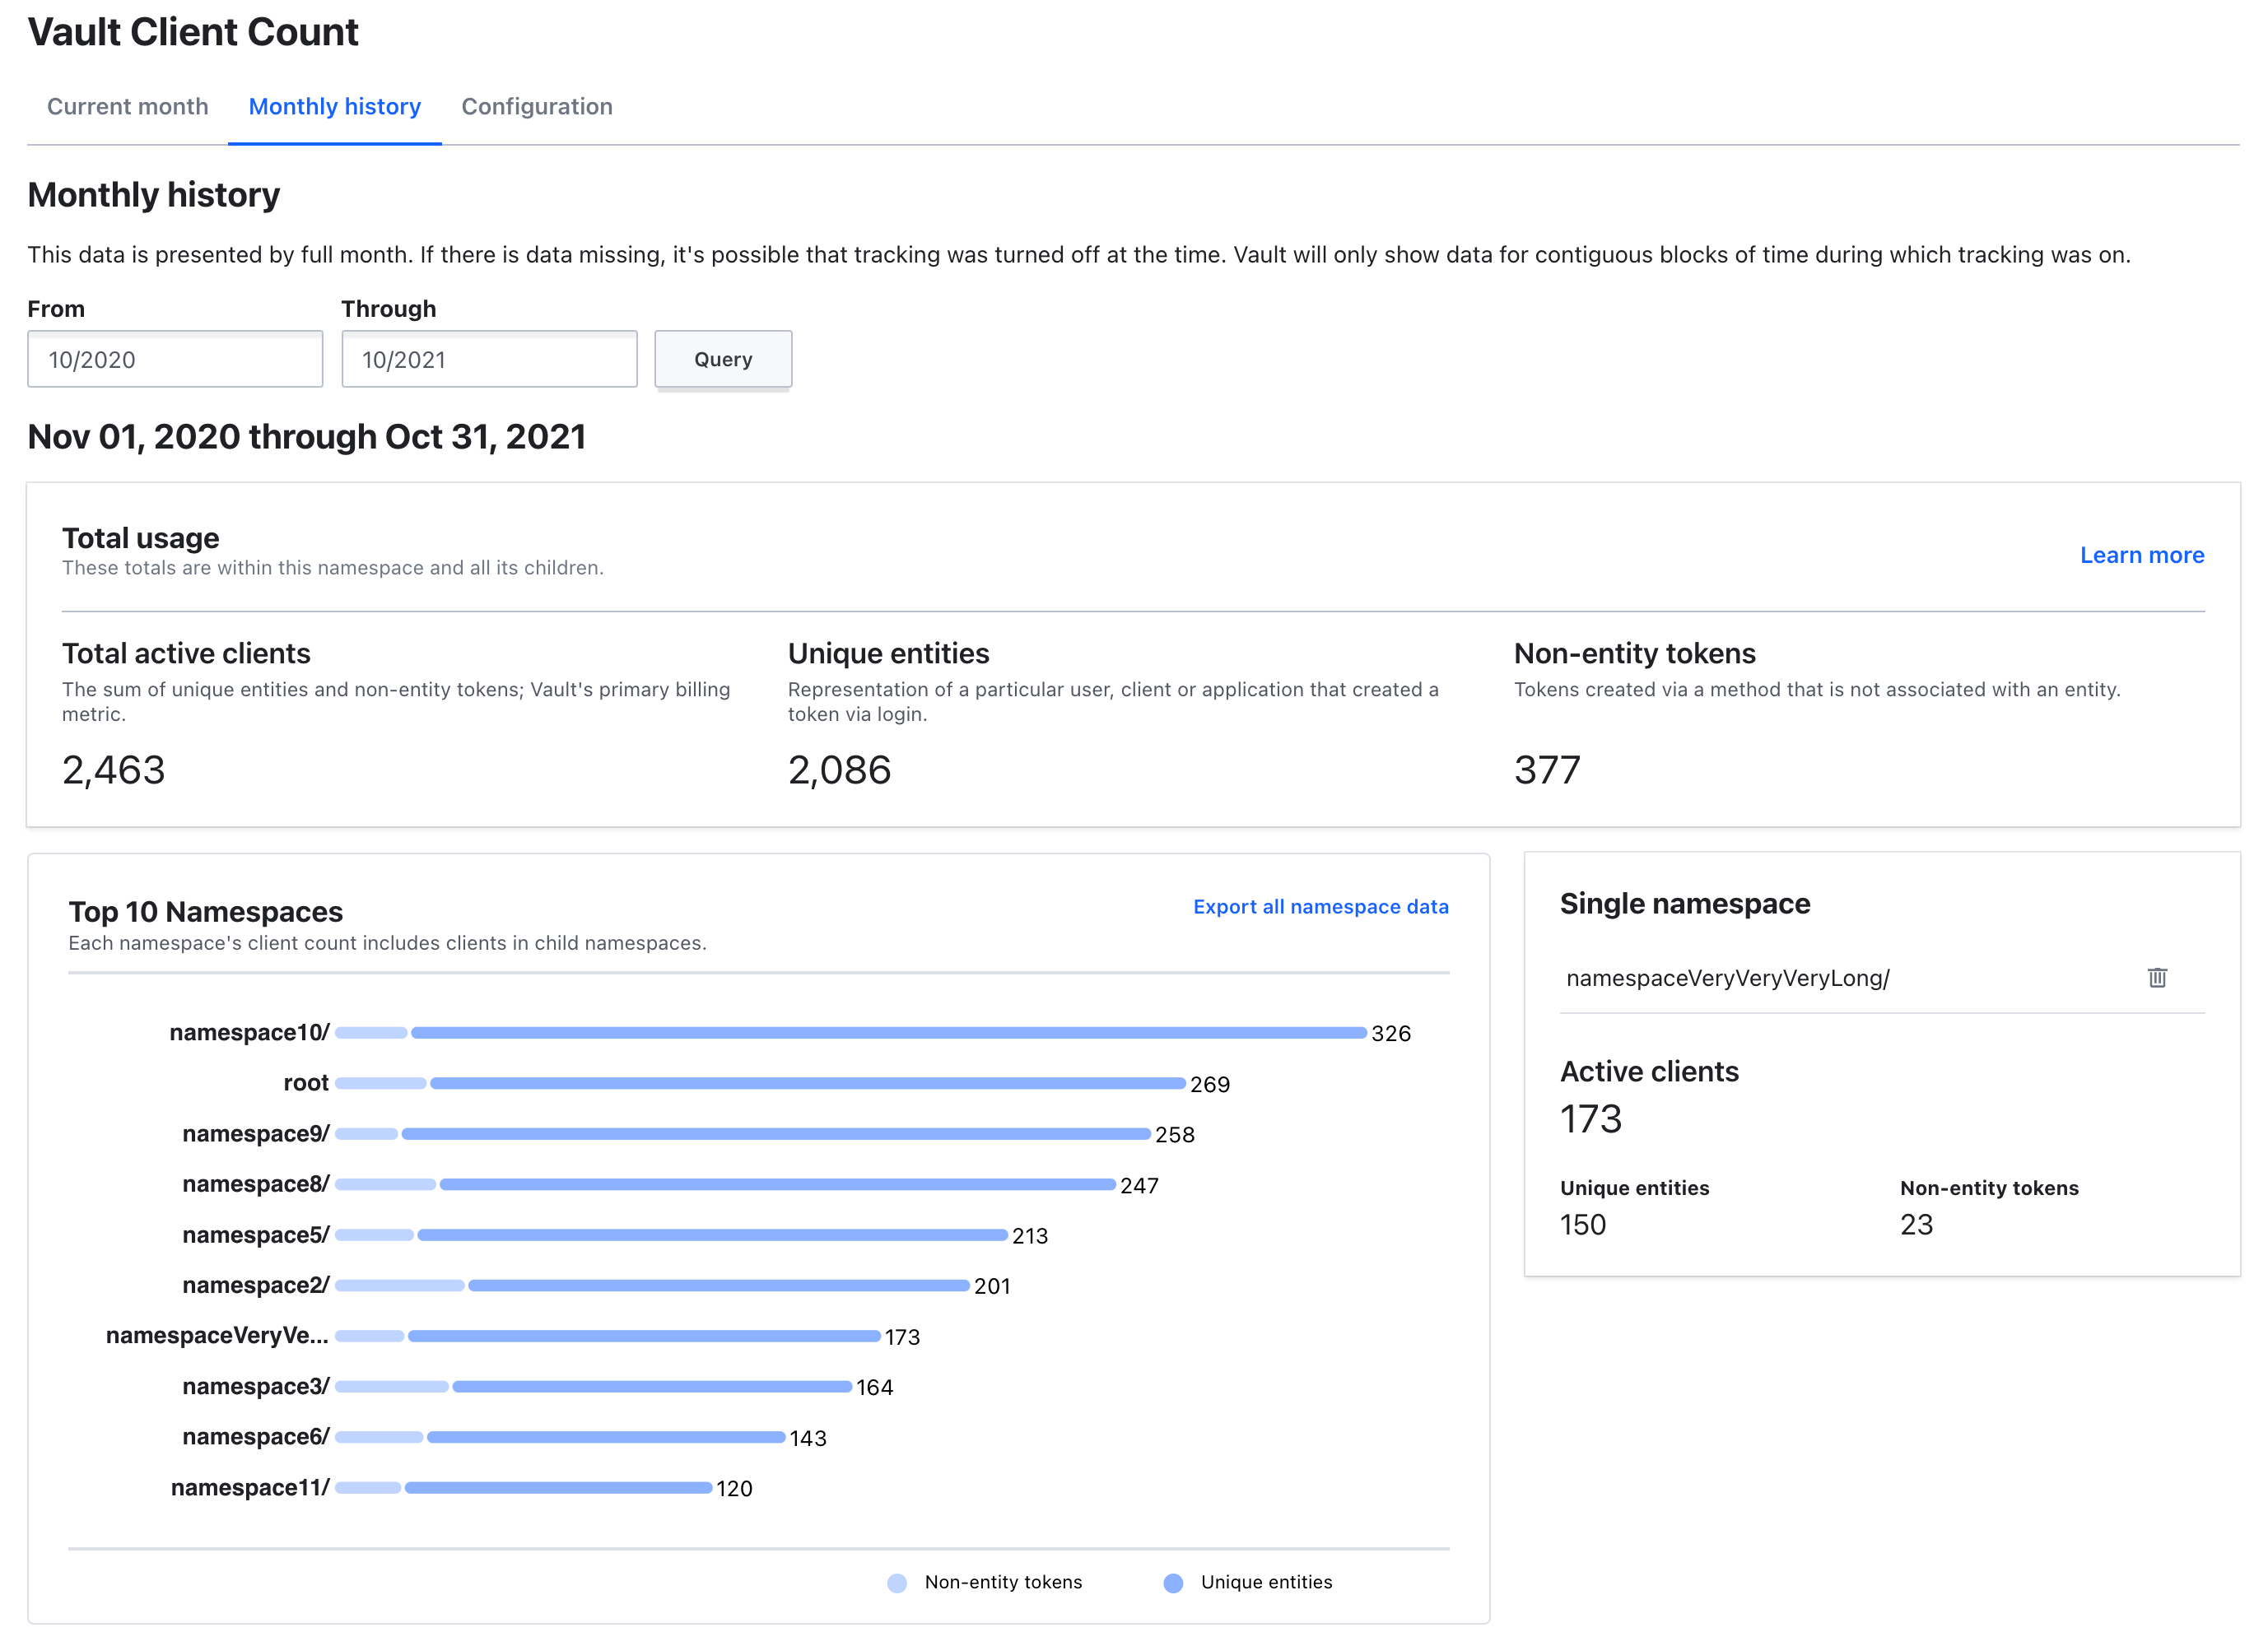 Vault Client Count
Current month Monthly history Configuration
Monthly history
This data is presented by full month. If there is data missing, it's possible that tracking was turned off at the time. Vault will only show data for contiguous blocks of time during which tracking was on.
From Through
10/2020 10/2021 Query
Nov 01, 2020 through Oct 31, 2021
Total usage
These totals are within this namespace and all its children.
Learn more
Total active clients
The sum of unique entities and non-entity tokens; Vault's primary billing
metric.
2,463
Unique entities
Representation of a particular user, client or application that created a
token via login.
2,086
Non-entity tokens
Tokens created via a method that is not associated with an entity.
377
Top 10 Namespaces
Each namespace's client count includes clients in child namespaces.
Export all namespace data
namespace10/ 326
root 269
namespace9/ 258
namespace8/ 247
namespace5/ 213
namespace2/ 201
namespaceVeryVe... 173
namespace3/ 164
namespace6/ 143
namespace11/ 120
Non-entity tokens Unique entities
Single namespace
namespaceVeryVeryVeryLong/
Active clients
173
Unique entities Non-entity tokens
150 23